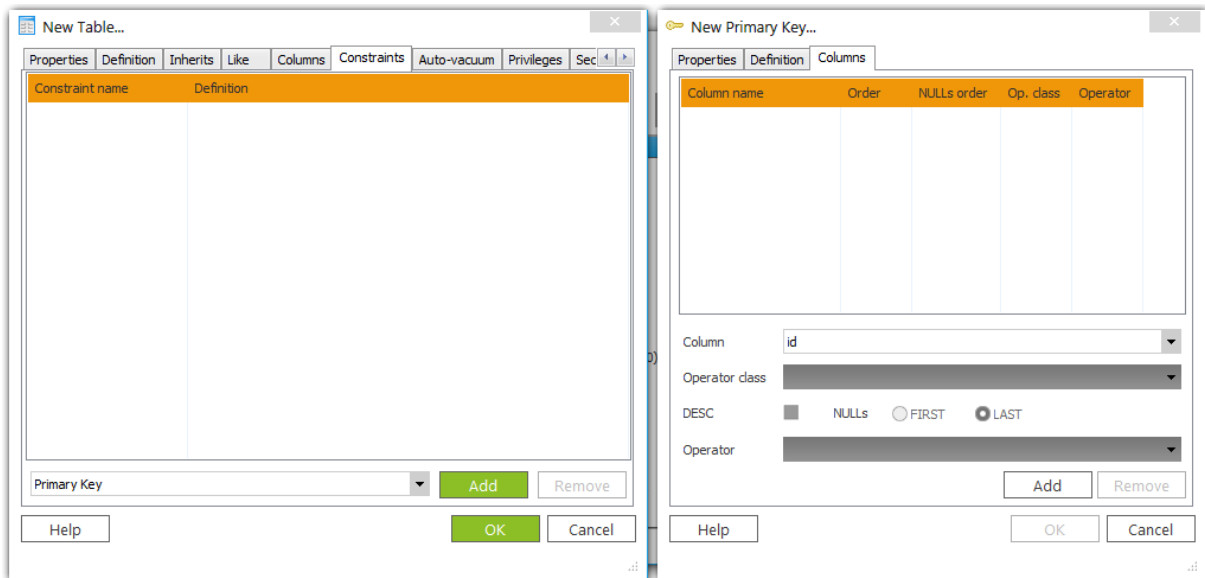 New Table...
Properties Definition Inherits Like Columns Constraints Auto-vacuum Privileges Sec
Constraint name Definition
Primary Key Add Remove
Help OK Cancel
New Primary Key...
Properties Definition Columns
Column name Order NULLs order Op. class Operator
Column id
Operator class
DESC NULLs FIRST LAST
Operator
Add Remove
Help OK Cancel